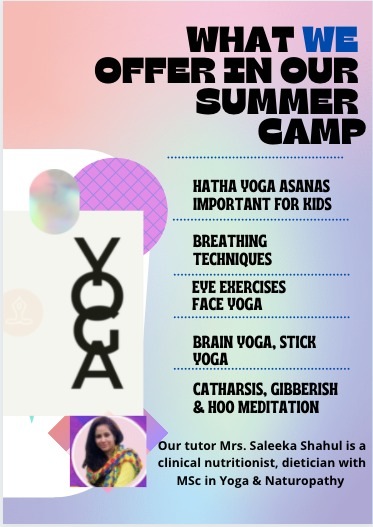 WHAT WE
OFFER IN OUR
SUMMER
CAMP
HATHA YOGA ASANAS
IMPORTANT FOR KIDS
BREATHING
TECHNIQUES
EYE EXERCISES
FACE YOGA
BRAIN YOGA, STICK
YOGA
CATHARSIS, GIBBERISH
& HOO MEDITATION
YOGA
Our tutor Mrs. Saleeka Shahul is a
clinical nutritionist, dietician with
MSc in Yoga & Naturopathy